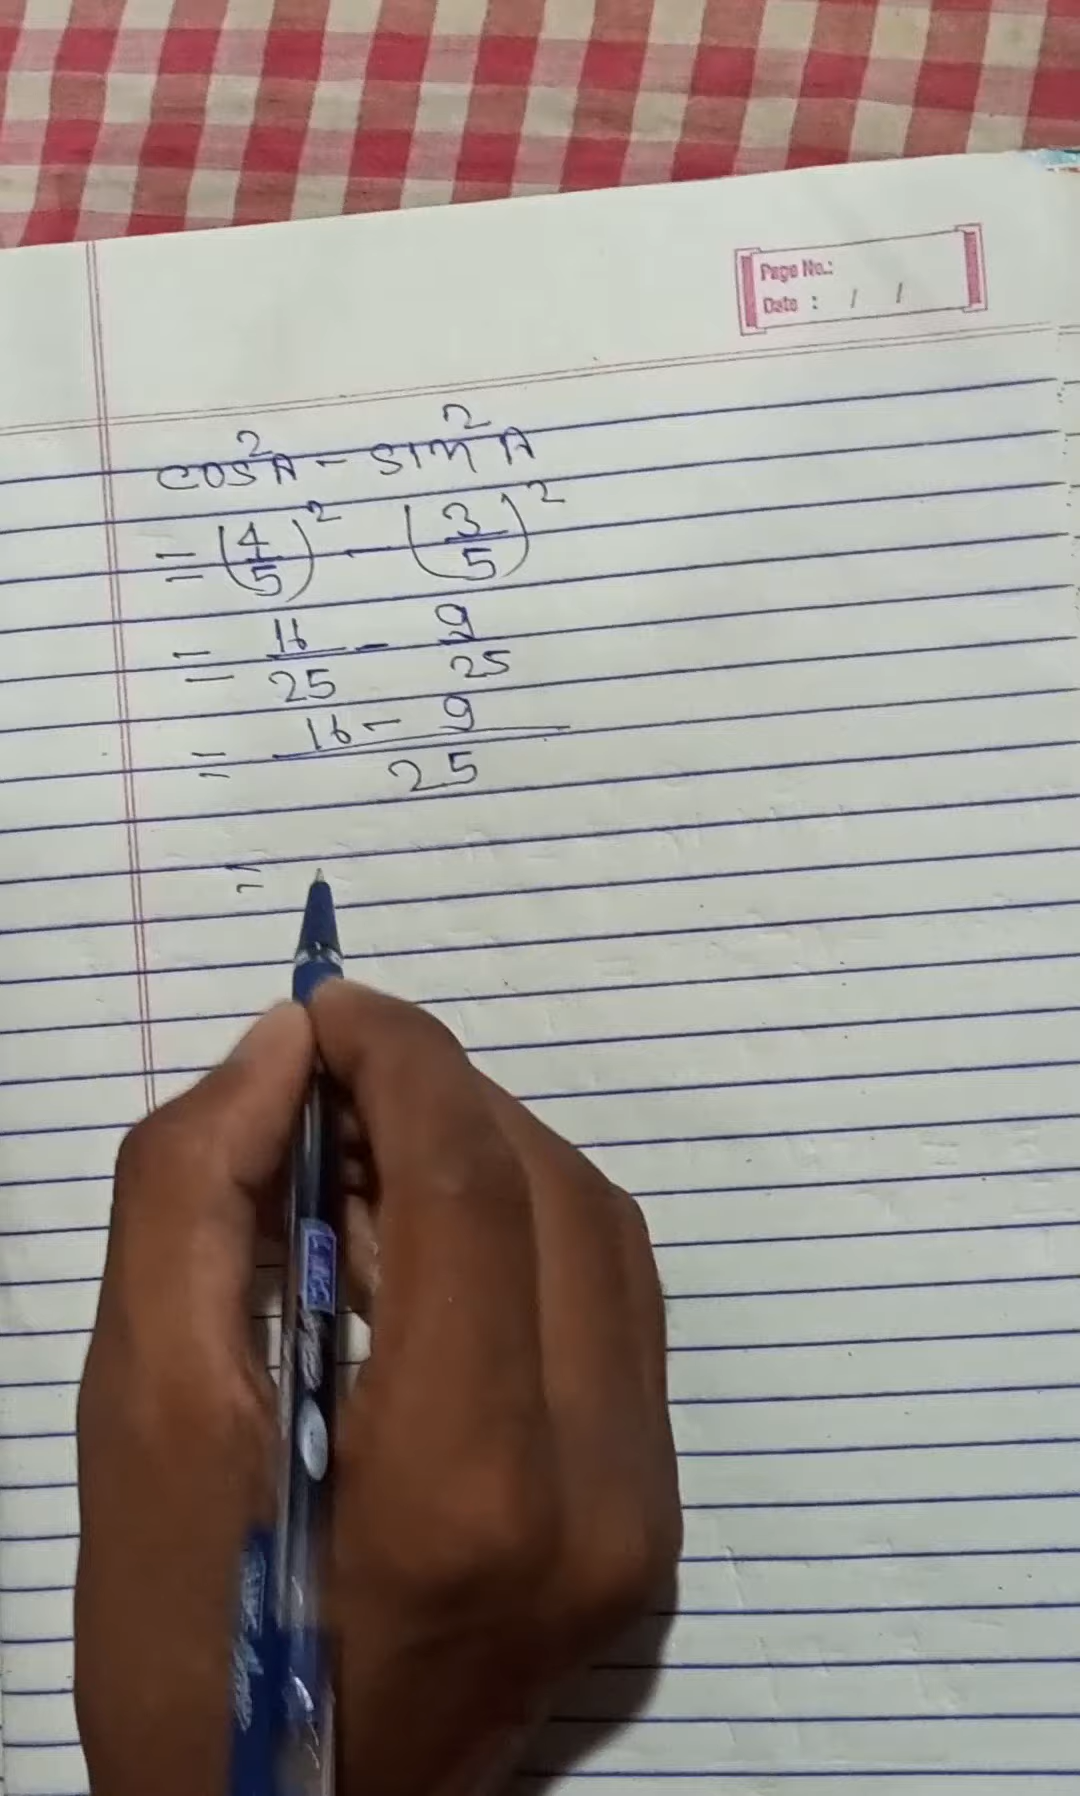 Page No.:
Date : / /
cos²A - sin²A
= (4/5)² - (3/5)²
= 16/25 - 9/25
= 16 - 9/25
=